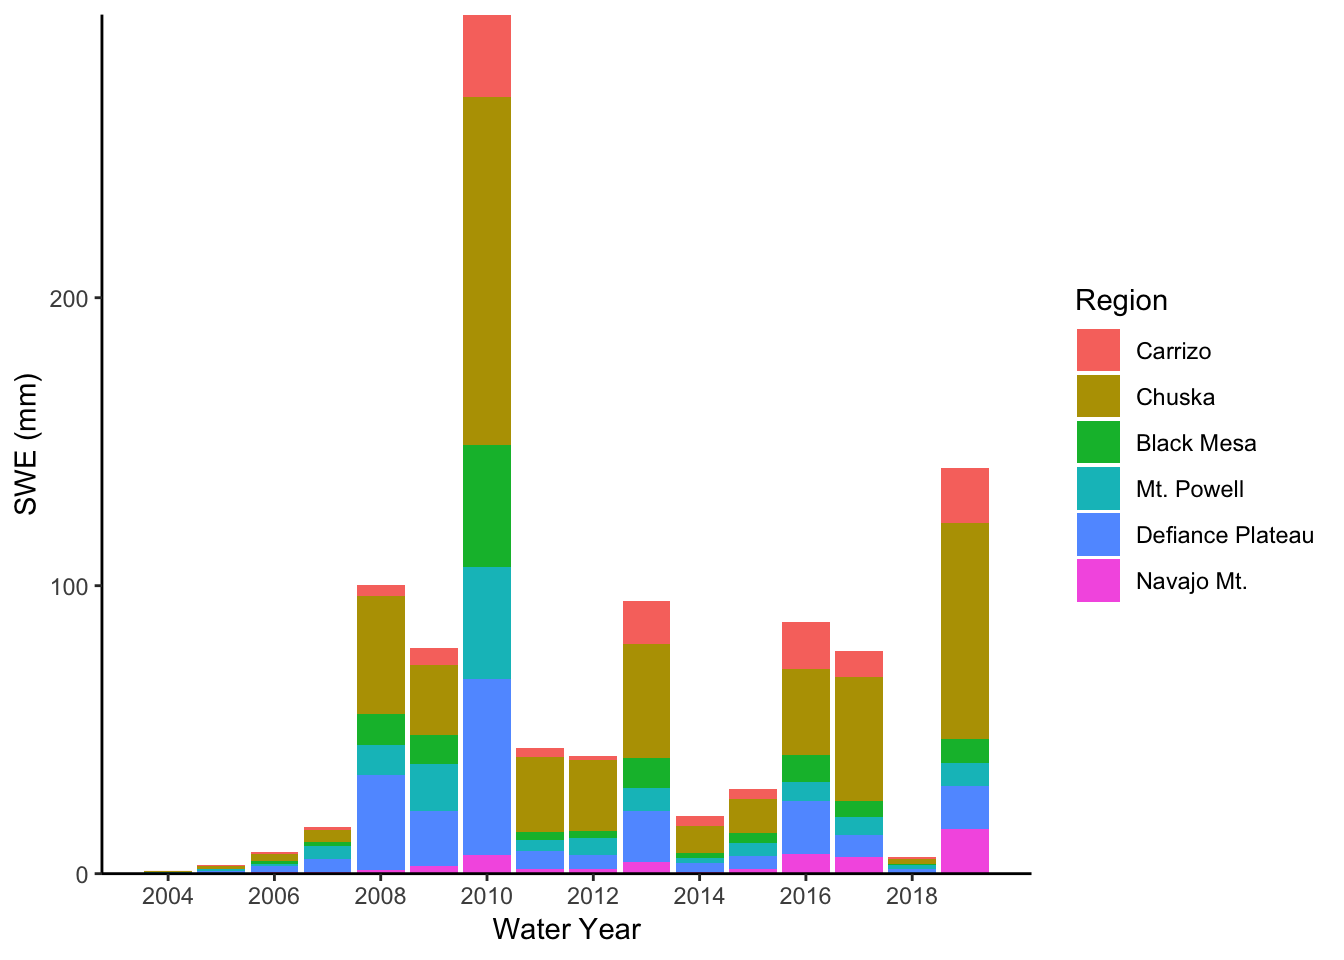 200
100
0
SWE (mm)
2004 2006 2008 2010 2012 2014 2016 2018
Water Year
Region
Carrizo
Chuska
Black Mesa
Mt. Powell
Defiance Plateau
Navajo Mt.